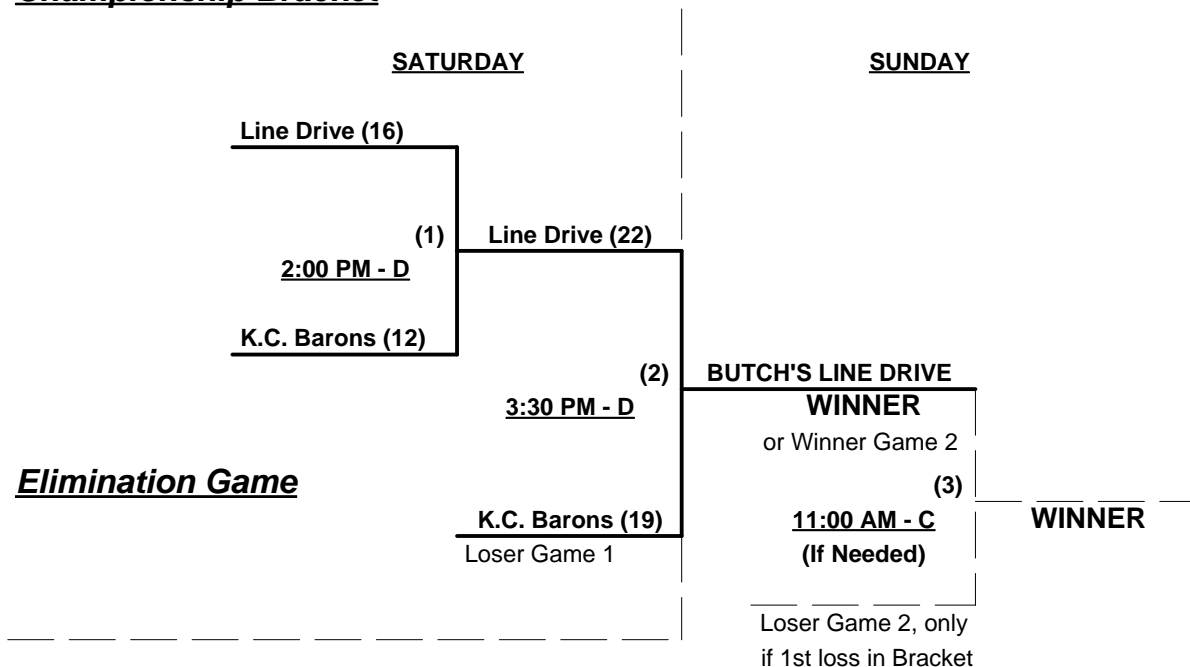 Championship Bracket
SATURDAY
SUNDAY
Line Drive (16)
(1)
Line Drive (22)
2:00 PM - D
K.C. Barons (12)
(2)
BUTCH'S LINE DRIVE
3:30 PM - D
WINNER
or Winner Game 2
Elimination Game
(3)
K.C. Barons (19)
11:00 AM - C
WINNER
Loser Game 1
(If Needed)
Loser Game 2, only
if 1st loss in Bracket